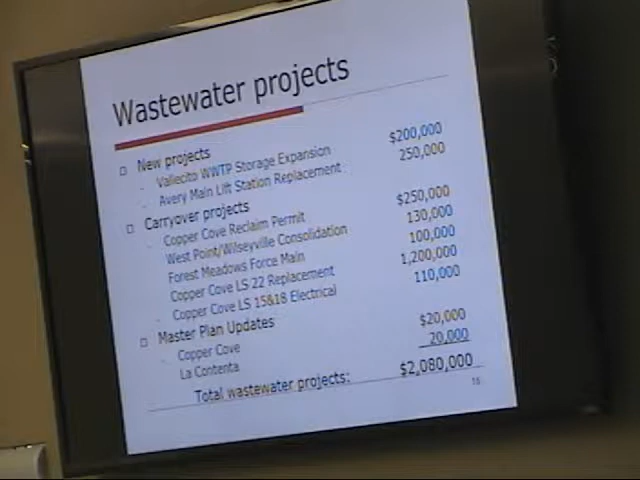 Wastewater projects
New projects
Vallecito WWTP Storage Expansion $200,000
Avery Main Lift Station Replacement 250,000
Carryover projects
Copper Cove Reclaim Permit $250,000
West Point/Wilseyville Consolidation 130,000
Forest Meadows Force Main 100,000
Copper Cove LS 22 Replacement 1,200,000
Copper Cove LS 15&18 Electrical 110,000
Master Plan Updates
Copper Cove $20,000
La Contenta 20,000
Total wastewater projects: $2,080,000
16